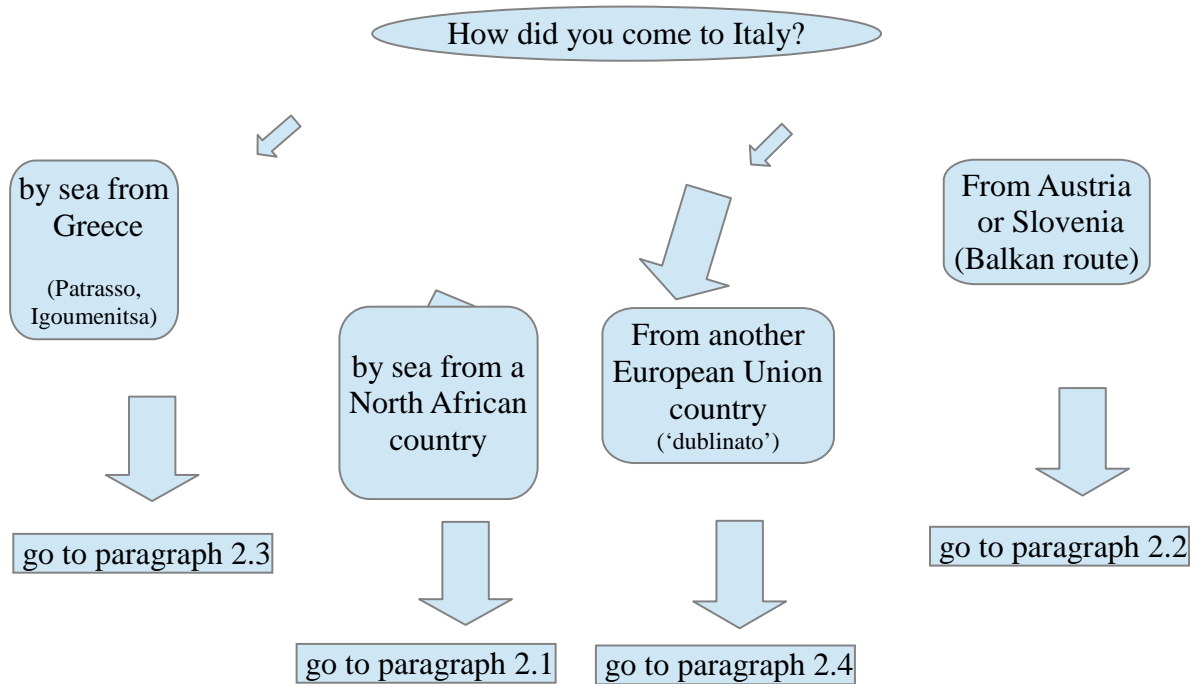 How did you come to Italy?
by sea from
Greece
(Patrasso,
Igoumenitsa)
by sea from a
North African
country
From another
European Union
country
(‘dublinato’)
From Austria
or Slovenia
(Balkan route)
go to paragraph 2.3
go to paragraph 2.1
go to paragraph 2.4
go to paragraph 2.2